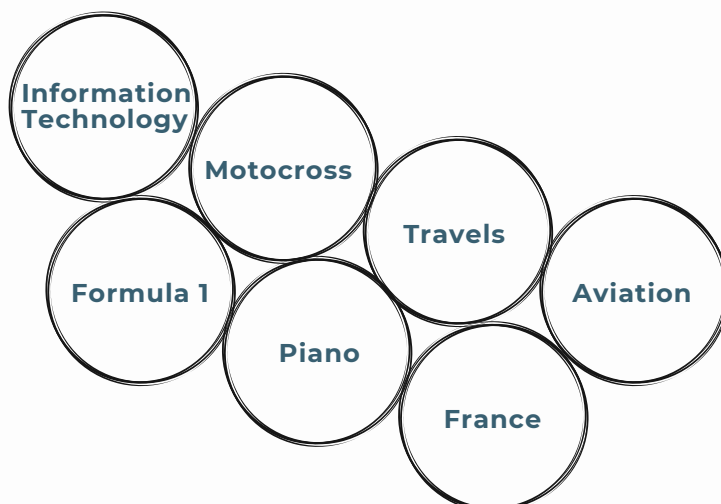 Information
Technology
Motocross
Travels
Formula 1
Aviation
Piano
France